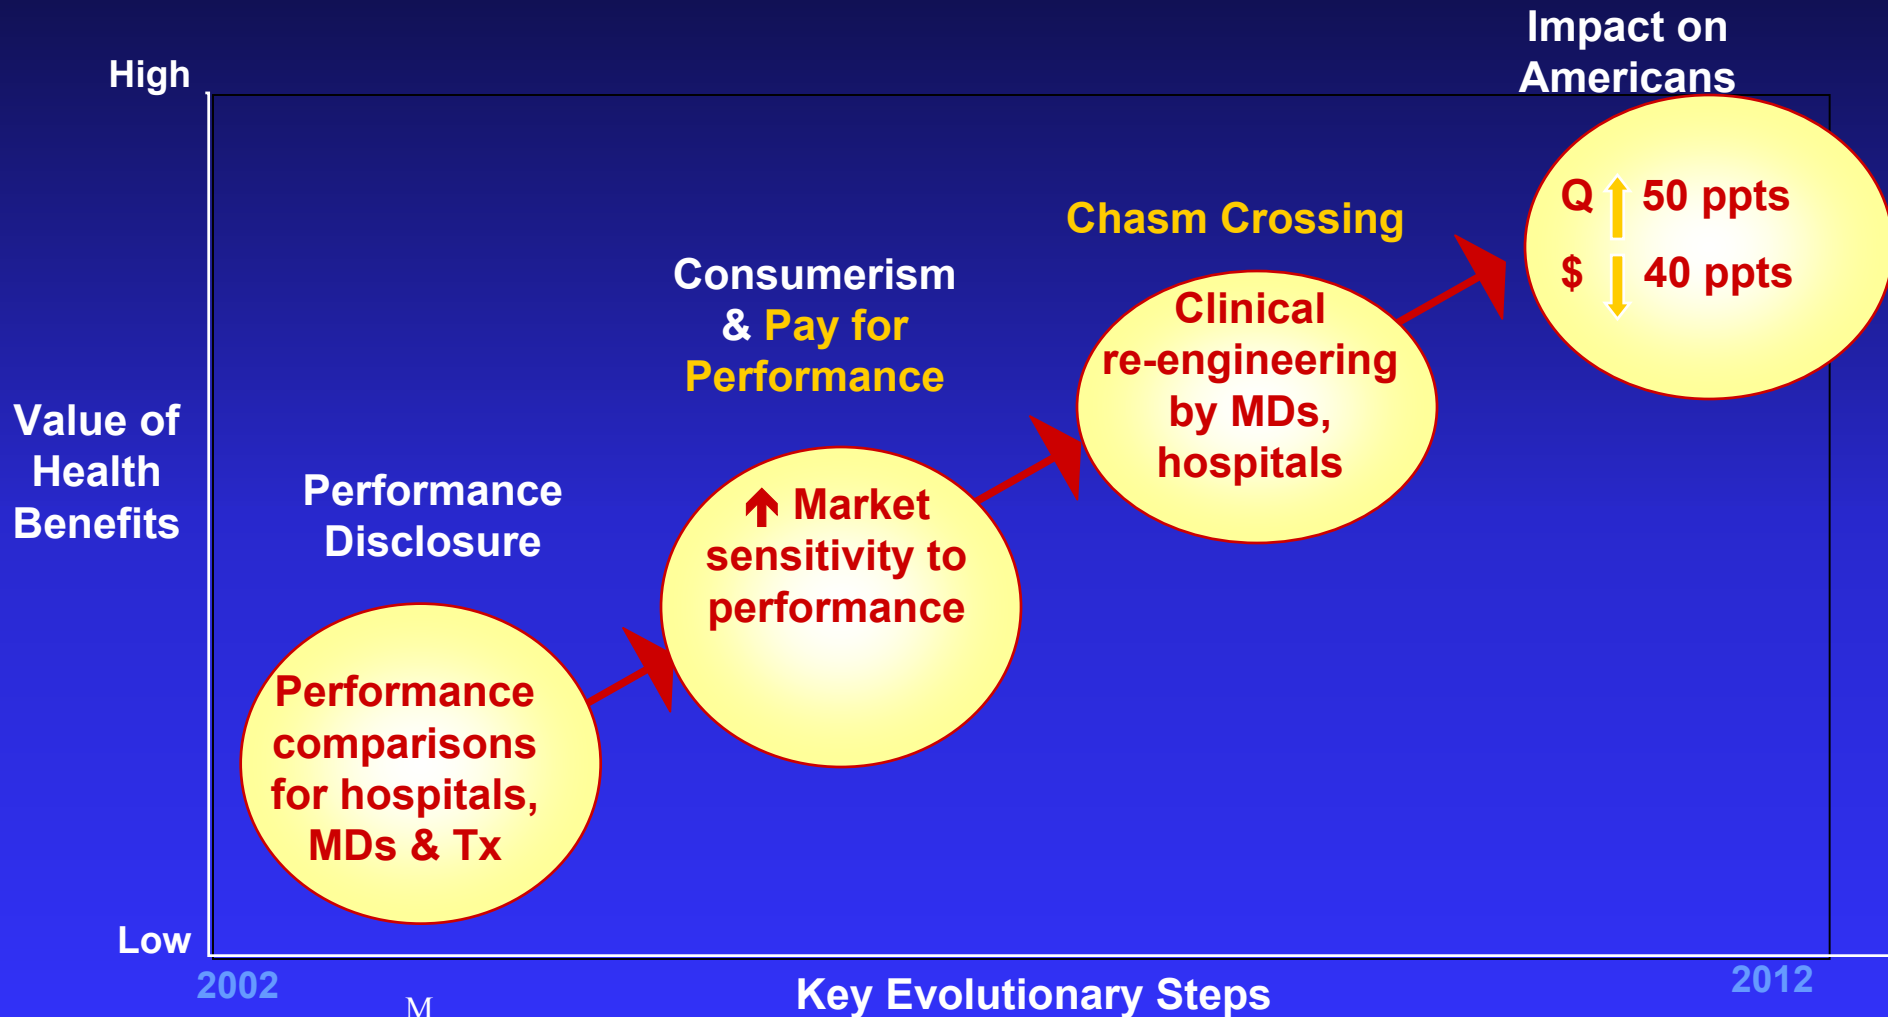 Impact on
Americans
High
Q ↑ 50 ppts
$ ↓ 40 ppts
Chasm Crossing
Consumerism
& Pay for
Performance
Clinical
re-engineering
by MDs,
hospitals
Value of
Health
Benefits
Performance
Disclosure
↑ Market
sensitivity to
performance
Performance
comparisons
for hospitals,
MDs & Tx
Low
2002
2012
Key Evolutionary Steps
M